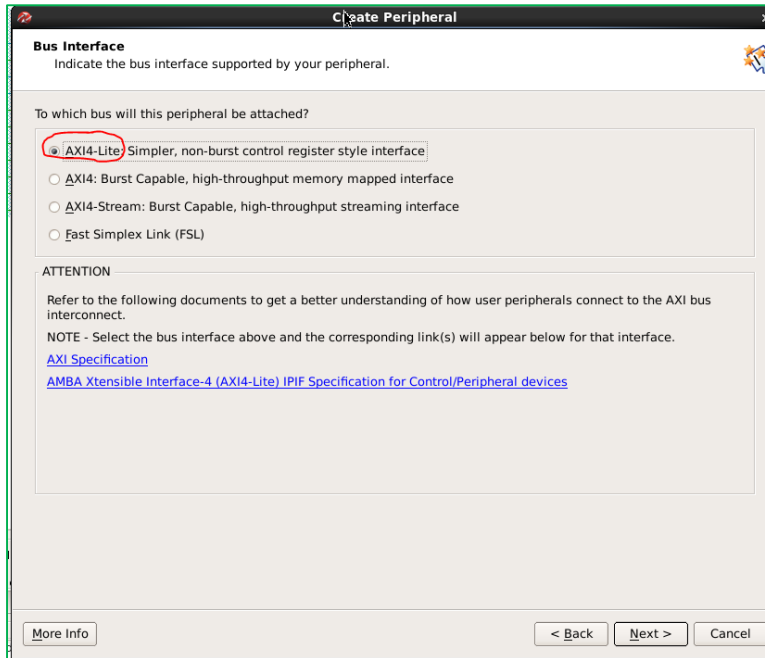 Create Peripheral
Bus Interface
Indicate the bus interface supported by your peripheral.
To which bus will this peripheral be attached?
AXI4-Lite: Simpler, non-burst control register style interface
AXI4: Burst Capable, high-throughput memory mapped interface
AXI4-Stream: Burst Capable, high-throughput streaming interface
Fast Simplex Link (FSL)
ATTENTION
Refer to the following documents to get a better understanding of how user peripherals connect to the AXI bus
interconnect.
NOTE - Select the bus interface above and the corresponding link(s) will appear below for that interface.
AXI Specification
AMBA Xtensible Interface-4 (AXI4-Lite) IPIF Specification for Control/Peripheral devices
More Info
< Back
Next >
Cancel